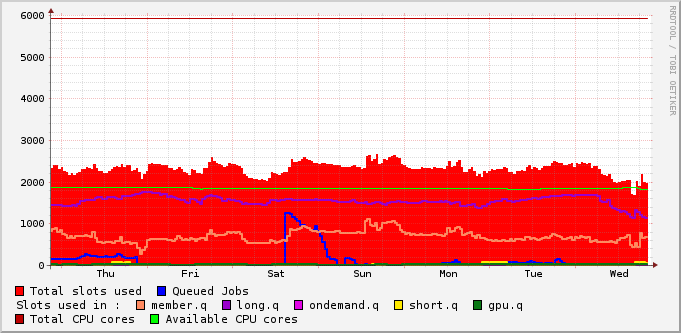 RRDTOOL / TOBI OETIKER
6000
5000
4000
3000
2000
1000
0
Thu Fri Sat Sun Mon Tue Wed
Total slots used Queued Jobs
Slots used in : member.q long.q ondemand.q short.q gpu.q
Total CPU cores Available CPU cores